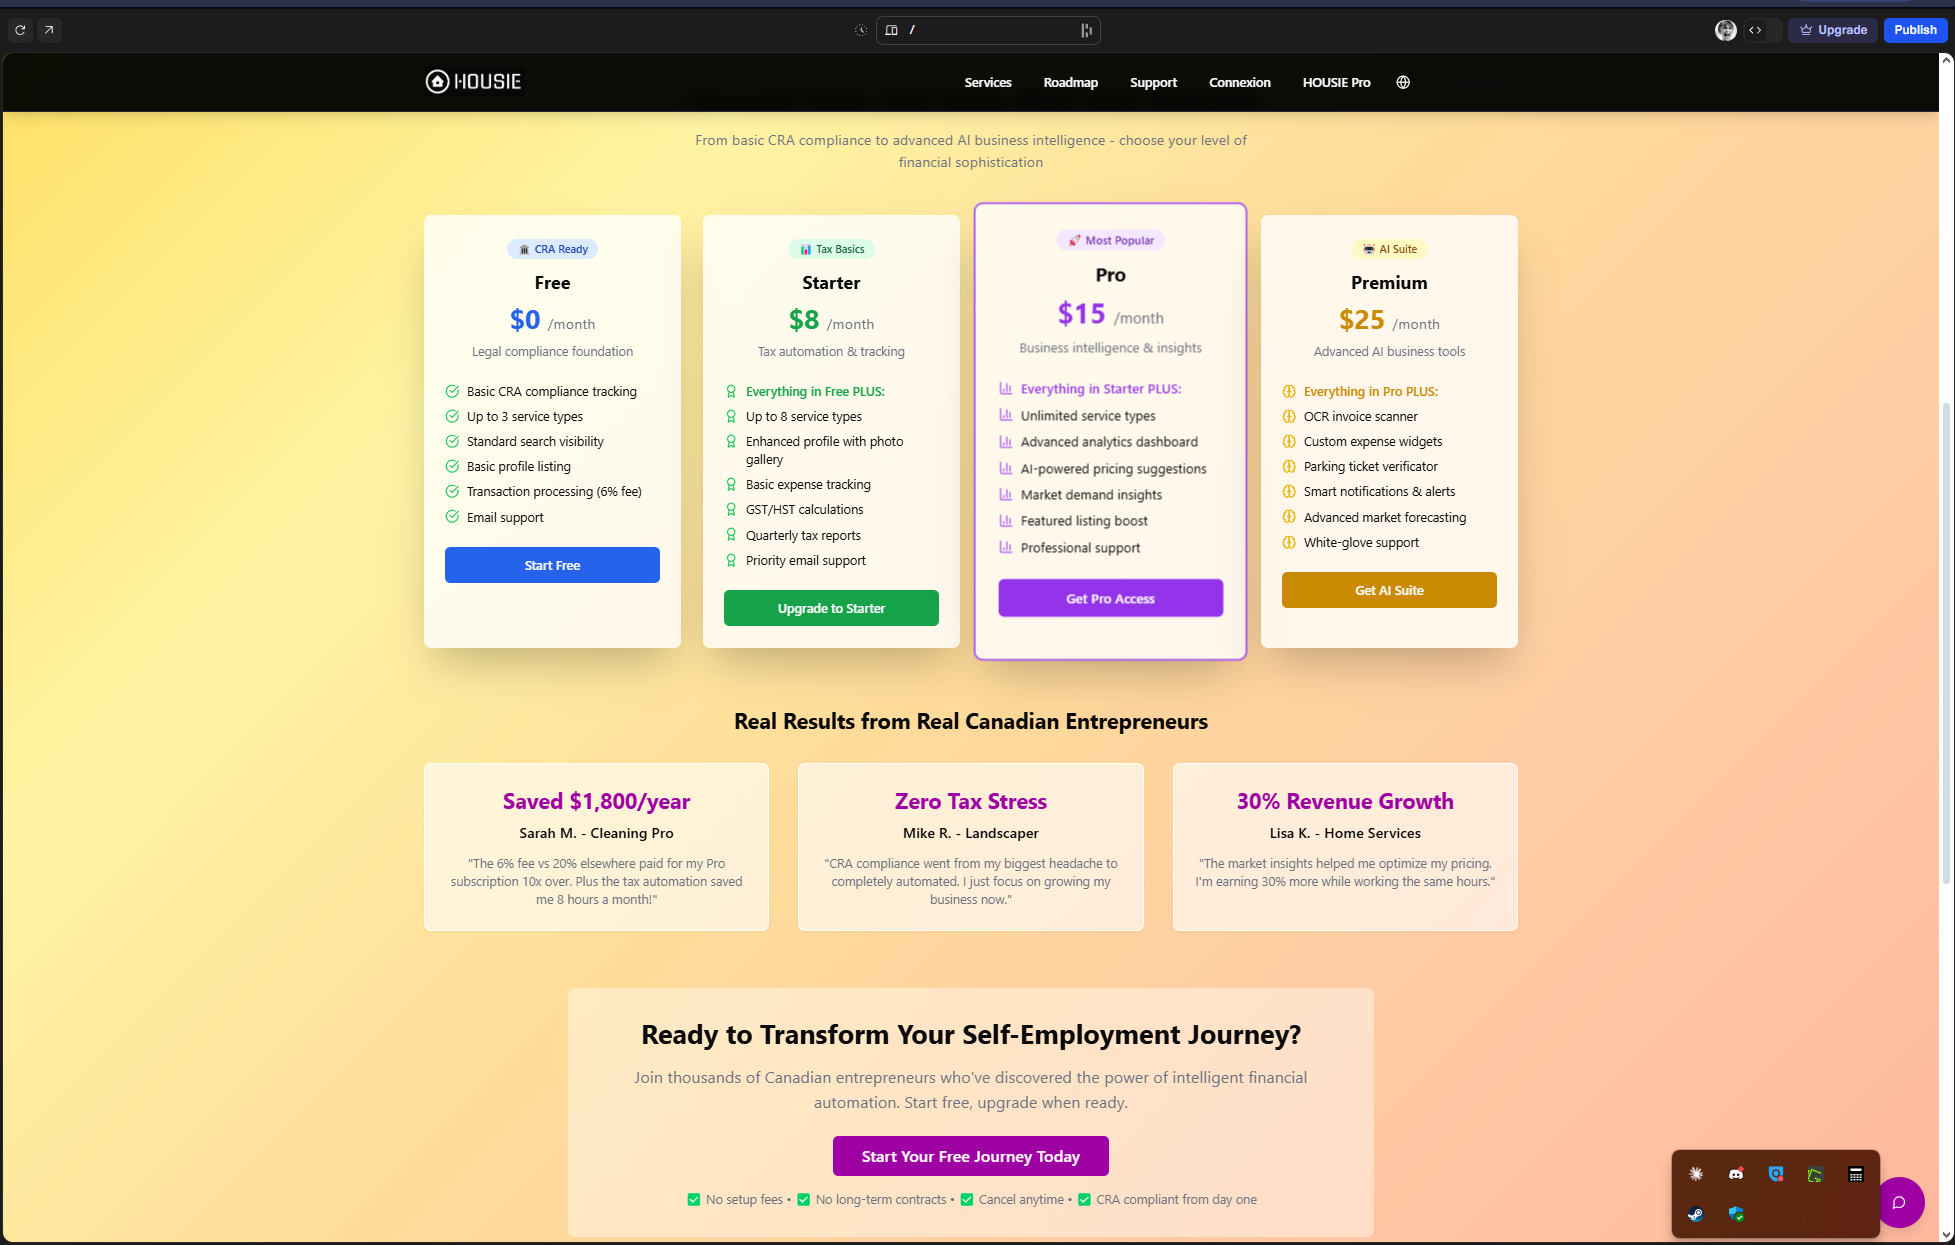 /
Upgrade
Publish
HOUSIE
Services
Roadmap
Support
Connexion
HOUSIE Pro
From basic CRA compliance to advanced AI business intelligence - choose your level of
financial sophistication
CRA Ready
Free
$0 /month
Legal compliance foundation
Basic CRA compliance tracking
Up to 3 service types
Standard search visibility
Basic profile listing
Transaction processing (6% fee)
Email support
Start Free
Tax Basics
Starter
$8 /month
Tax automation & tracking
Everything in Free PLUS:
Up to 8 service types
Enhanced profile with photo
gallery
Basic expense tracking
GST/HST calculations
Quarterly tax reports
Priority email support
Upgrade to Starter
Most Popular
Pro
$15 /month
Business intelligence & insights
Everything in Starter PLUS:
Unlimited service types
Advanced analytics dashboard
AI-powered pricing suggestions
Market demand insights
Featured listing boost
Professional support
Get Pro Access
AI Suite
Premium
$25 /month
Advanced AI business tools
Everything in Pro PLUS:
OCR invoice scanner
Custom expense widgets
Parking ticket verificator
Smart notifications & alerts
Advanced market forecasting
White-glove support
Get AI Suite
Real Results from Real Canadian Entrepreneurs
Saved $1,800/year
Sarah M. - Cleaning Pro
"The 6% fee vs 20% elsewhere paid for my Pro
subscription 10x over. Plus the tax automation saved
me 8 hours a month!"
Zero Tax Stress
Mike R. - Landscaper
"CRA compliance went from my biggest headache to
completely automated. I just focus on growing my
business now."
30% Revenue Growth
Lisa K. - Home Services
"The market insights helped me optimize my pricing.
I'm earning 30% more while working the same hours."
Ready to Transform Your Self-Employment Journey?
Join thousands of Canadian entrepreneurs who've discovered the power of intelligent financial
automation. Start free, upgrade when ready.
Start Your Free Journey Today
✅ No setup fees • ✅ No long-term contracts • ✅ Cancel anytime • ✅ CRA compliant from day one